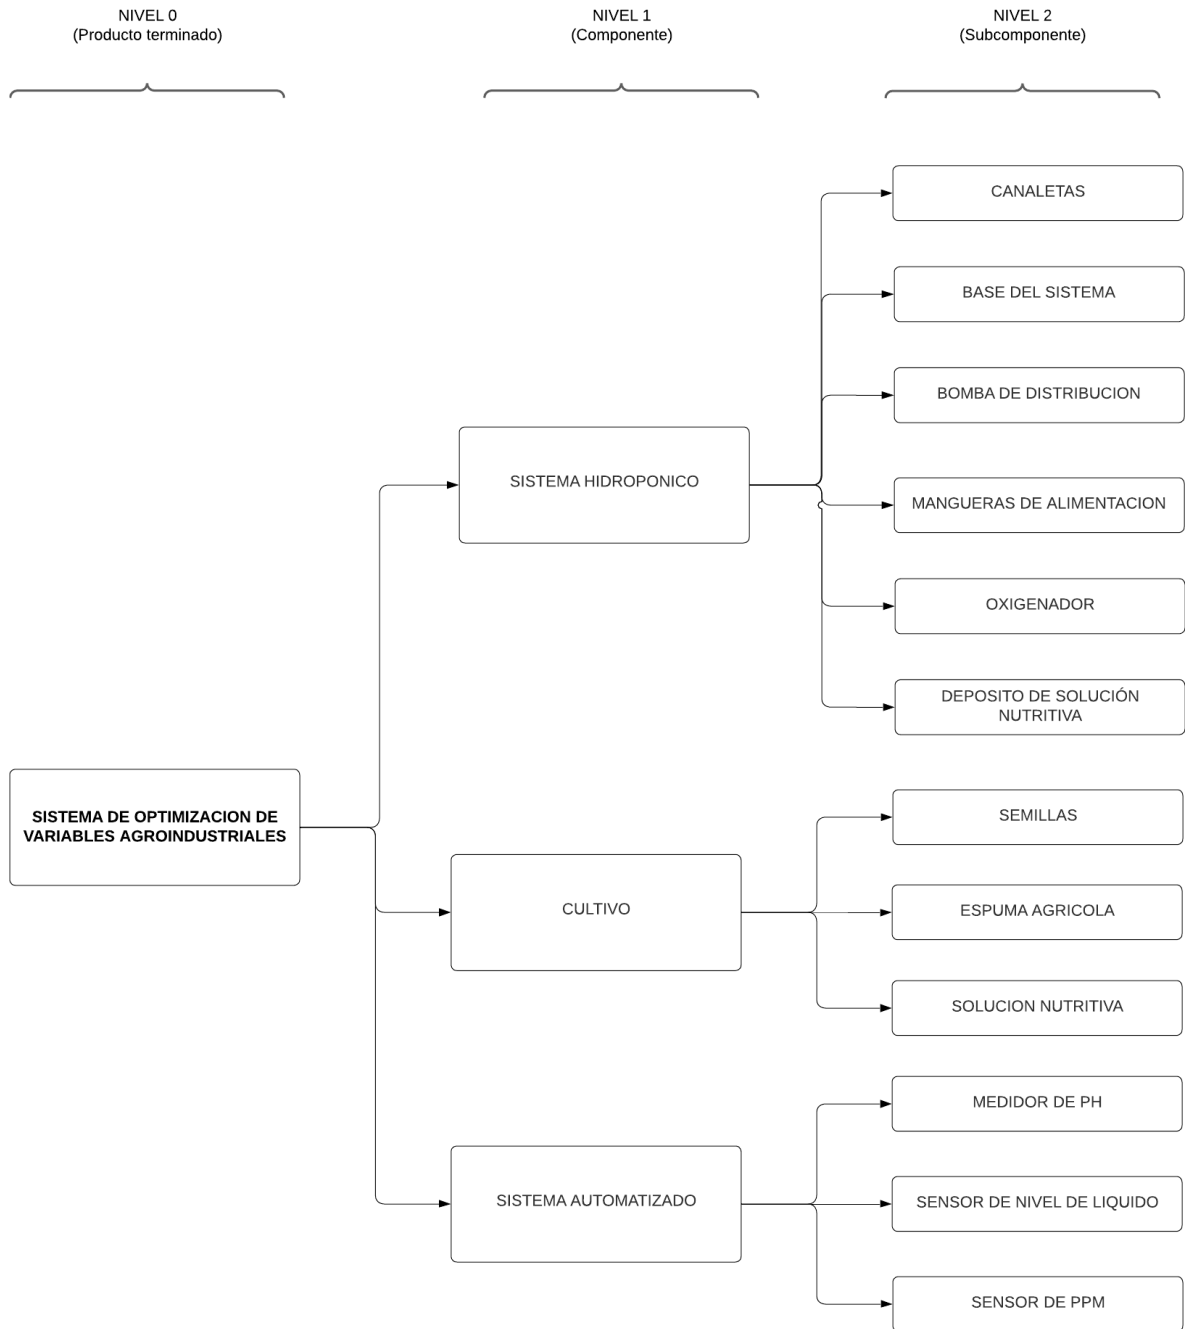 NIVEL 0
(Producto terminado)
NIVEL 1
(Componente)
NIVEL 2
(Subcomponente)
CANALETAS
BASE DEL SISTEMA
BOMBA DE DISTRIBUCION
SISTEMA HIDROPONICO
MANGUERAS DE ALIMENTACION
OXIGENADOR
DEPOSITO DE SOLUCIÓN
NUTRITIVA
SISTEMA DE OPTIMIZACION DE
VARIABLES AGROINDUSTRIALES
SEMILLAS
CULTIVO
ESPUMA AGRICOLA
SOLUCION NUTRITIVA
MEDIDOR DE PH
SISTEMA AUTOMATIZADO
SENSOR DE NIVEL DE LIQUIDO
SENSOR DE PPM